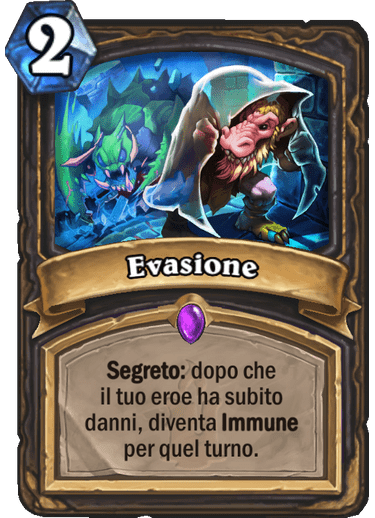 2
Evasione
Segreto: dopo che
il tuo eroe ha subito
danni, diventa Immune
per quel turno.